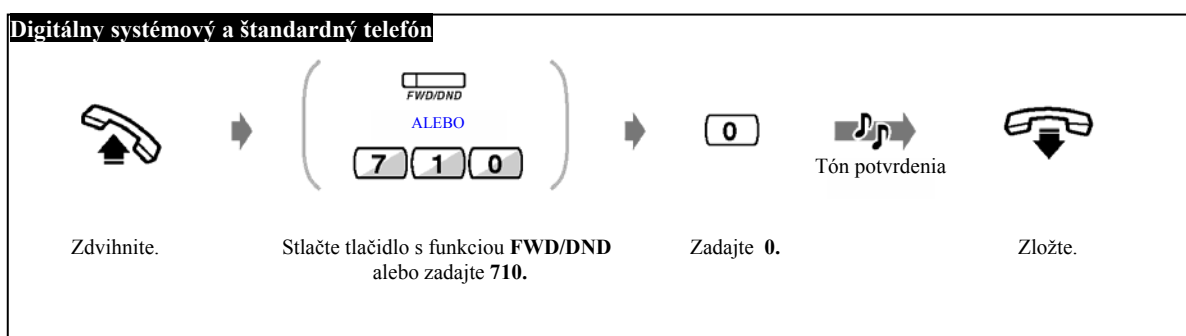 Digitálny systémový a štandardný telefón
FWD/DND
ALEBO
7 1 0
0
Tón potvrdenia
Zdvihnite.
Stlačte tlačidlo s funkciou FWD/DND
alebo zadajte 710.
Zadajte 0.
Zložte.